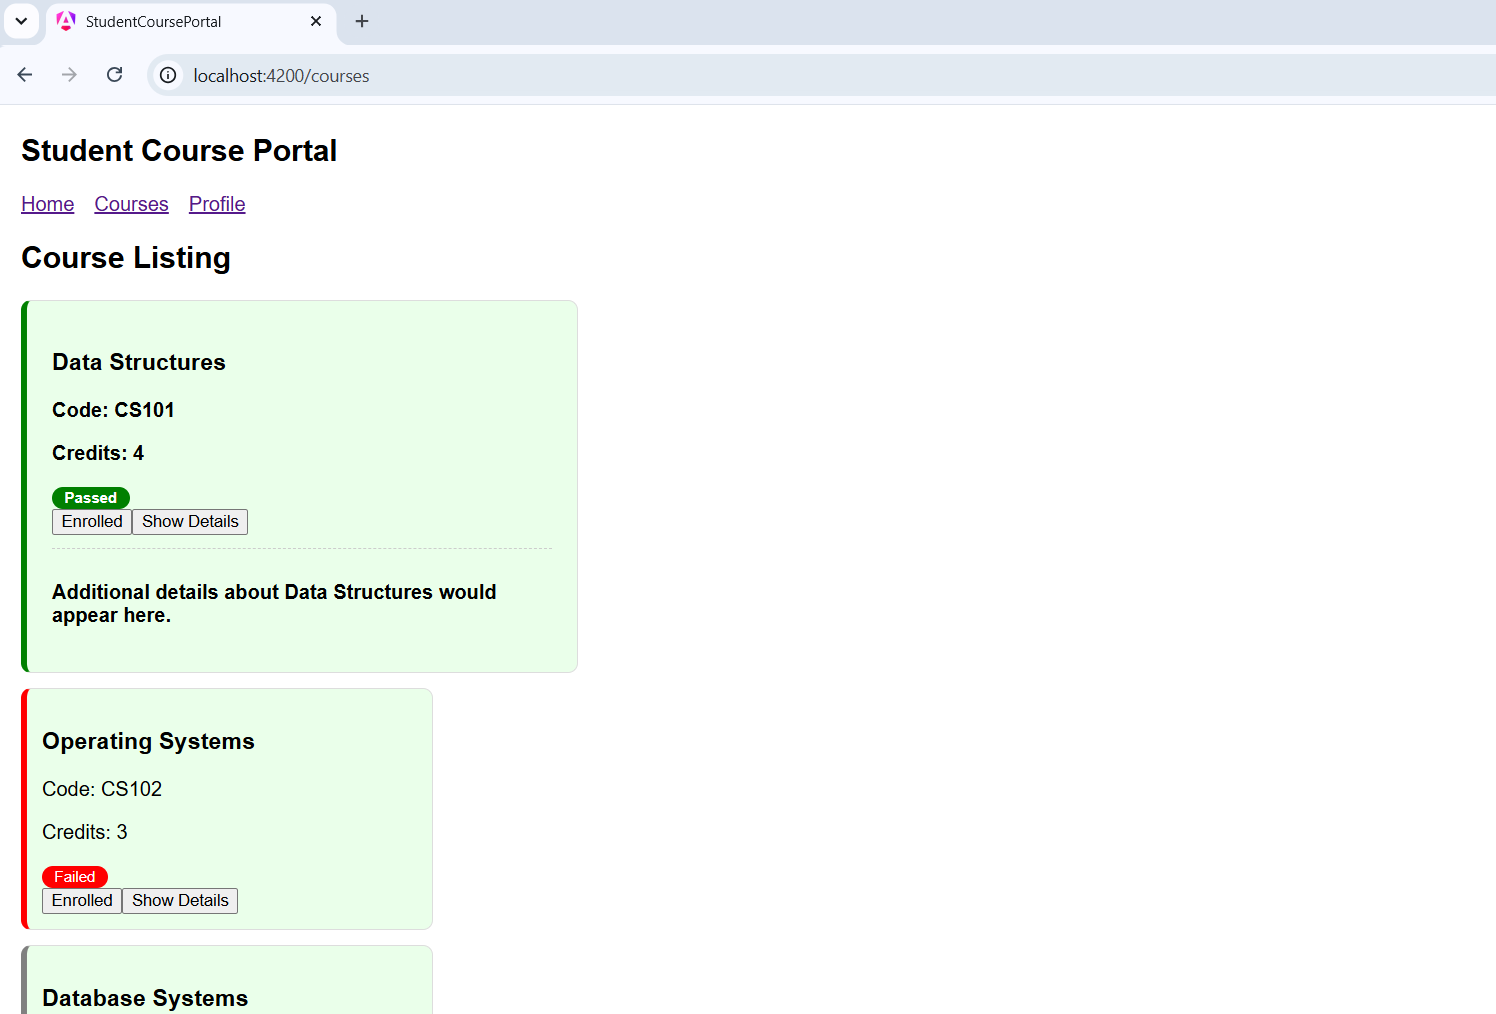 StudentCoursePortal
localhost:4200/courses
Student Course Portal
Home Courses Profile
Course Listing
Data Structures
Code: CS101
Credits: 4
Passed
Enrolled Show Details
Additional details about Data Structures would
appear here.
Operating Systems
Code: CS102
Credits: 3
Failed
Enrolled Show Details
Database Systems